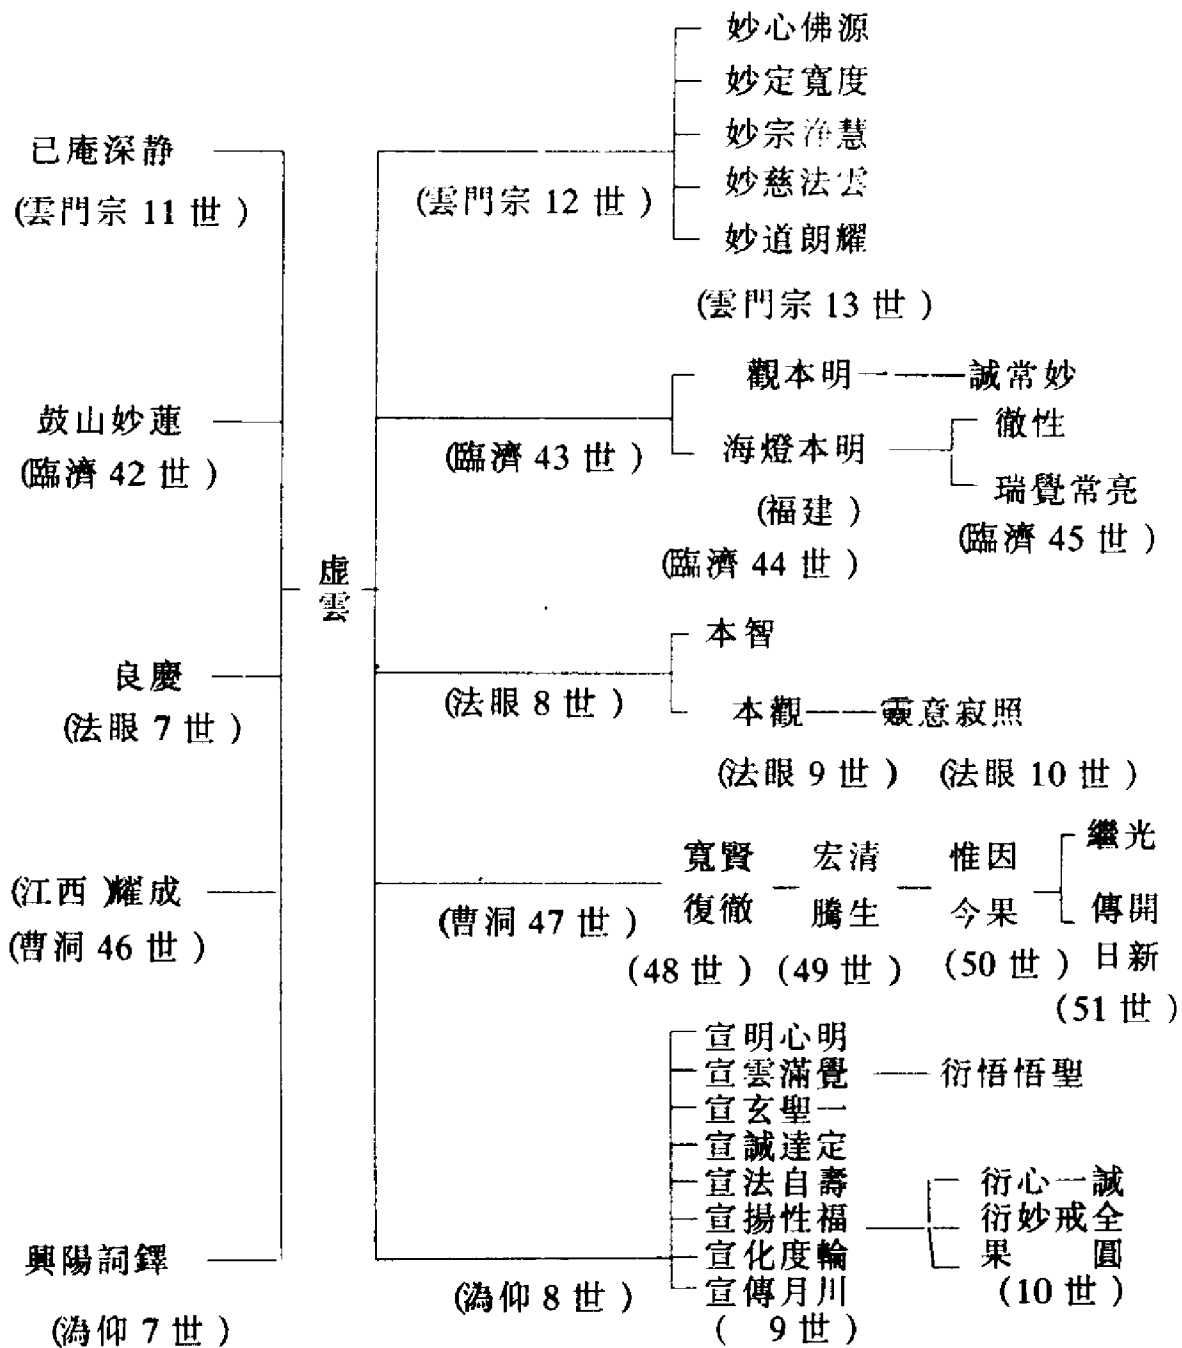 妙心佛源
妙定寬度
妙宗淨慧
妙慈法雲
妙道朗耀
(雲門宗 13 世)
已庵深静
(雲門宗 11 世)
(雲門宗 12 世)
鼓山妙蓮
(臨濟 42 世)
(臨濟 43 世)
觀本明一——誠常妙
海燈本明
(福建)
(臨濟 44 世)
徹性
瑞覺常亮
(臨濟 45 世)
虛雲
良慶
(法眼 7 世)
(法眼 8 世)
本智
本觀——靈意寂照
(法眼 9 世) (法眼 10 世)
(江西)耀成
(曹洞 46 世)
(曹洞 47 世)
寬賢
復徹
(48 世)
宏清
騰生
(49 世)
惟因
今果
(50 世)
繼光
傳開
日新
(51 世)
興陽詞鐸
(溈仰 7 世)
(溈仰 8 世)
宣明心明
宣雲滿覺 —— 衍悟悟聖
宣玄聖一
宣誠達定
宣法自壽
宣揚性福
宣化度輪
宣傳月川
( 9 世)
衍心一誠
衍妙戒全
果 圓
(10 世)